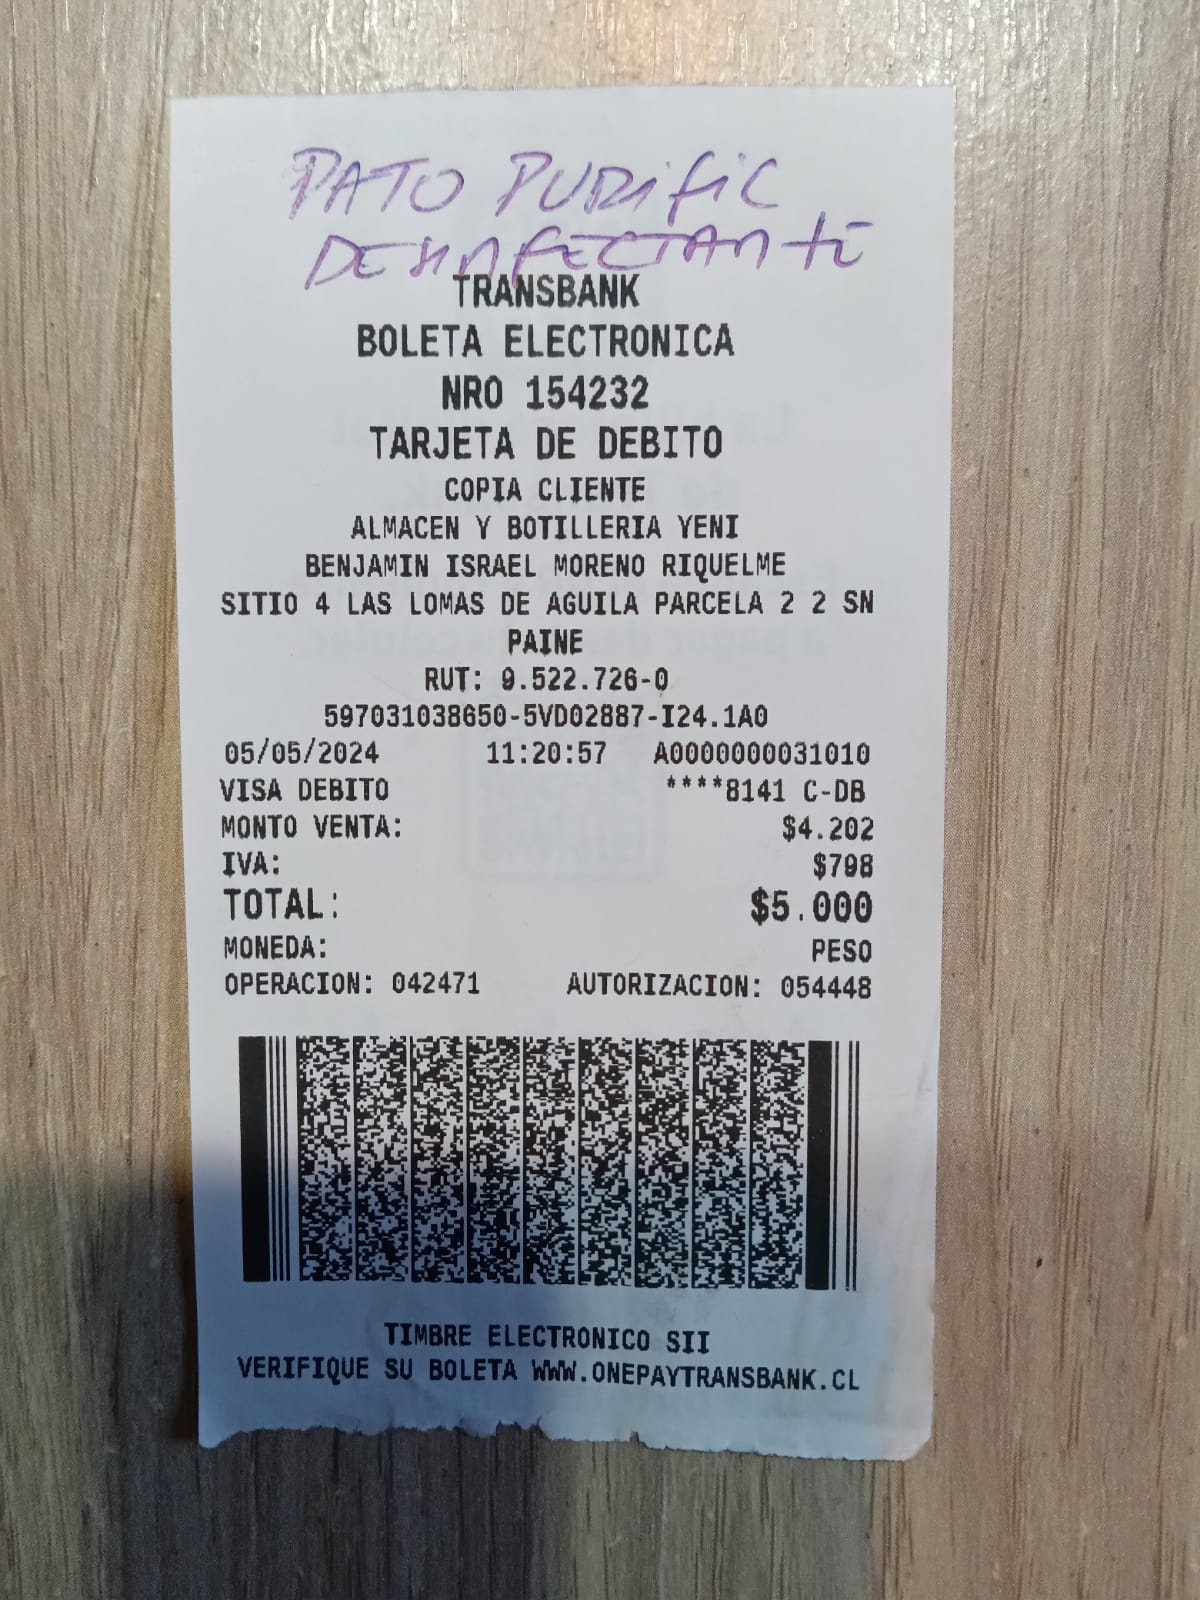 PATO PURIFIC
DESINFECTANTE
TRANSBANK
BOLETA ELECTRONICA
NRO 154232
TARJETA DE DEBITO
COPIA CLIENTE
ALMACEN Y BOTILLERIA YENI
BENJAMIN ISRAEL MORENO RIQUELME
SITIO 4 LAS LOMAS DE AGUILA PARCELA 2 2 SN
PAINE
RUT: 9.522.726-0
597031038650-5VD02887-I24.1A0
05/05/2024 11:20:57 A0000000031010
VISA DEBITO ****8141 C-DB
MONTO VENTA: $4.202
IVA: $798
TOTAL: $5.000
MONEDA: PESO
OPERACION: 042471 AUTORIZACION: 054448
TIMBRE ELECTRONICO SII
VERIFIQUE SU BOLETA WWW.ONEPAYTRANSBANK.CL